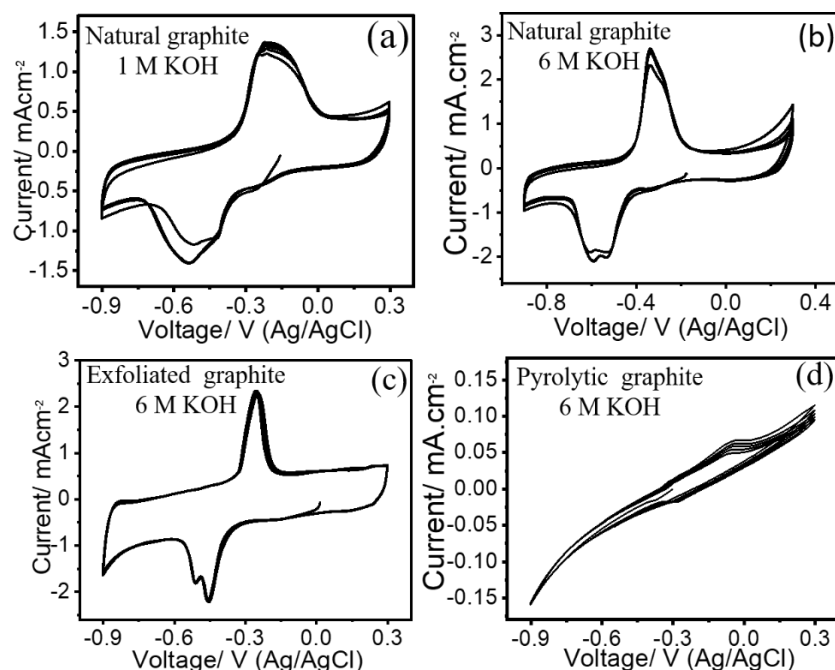 (a)
Natural graphite
1 M KOH
Current/ mAcm-2
1.5
1.0
0.5
0.0
-0.5
-1.0
-1.5
-0.9 -0.6 -0.3 0.0 0.3
Voltage/ V (Ag/AgCl)
(b)
Natural graphite
6 M KOH
Current/ mA.cm-2
3
2
1
0
-1
-2
-0.8 -0.4 0.0 0.4
Voltage/ V (Ag/AgCl)
(c)
Exfoliated graphite
6 M KOH
Current/ mAcm-2
3
2
1
0
-1
-2
-0.9 -0.6 -0.3 0.0 0.3
Voltage/ V (Ag/AgCl)
(d)
Pyrolytic graphite
6 M KOH
Current/ mA.cm-2
0.15
0.10
0.05
0.00
-0.05
-0.10
-0.15
-0.9 -0.6 -0.3 0.0 0.3
Voltage/ V (Ag/AgCl)